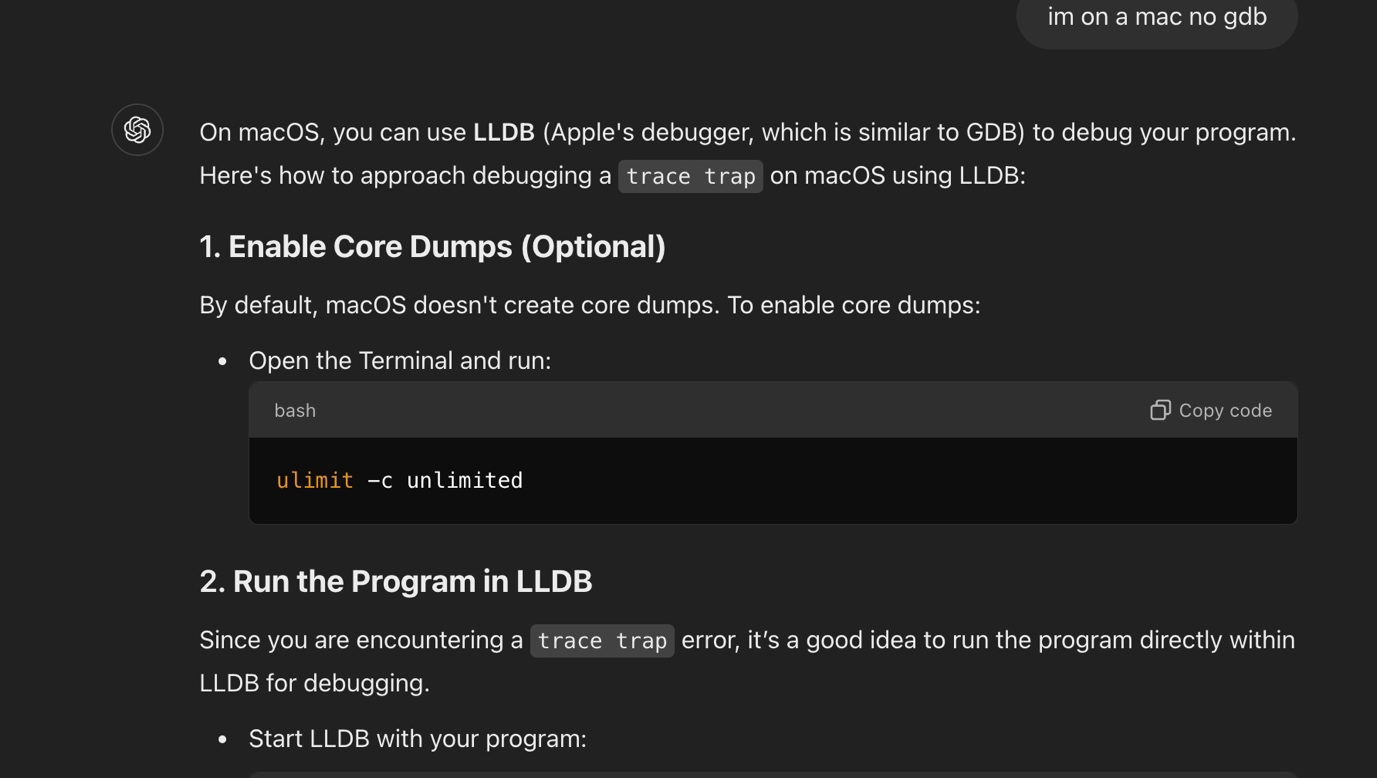 im on a mac no gdb
On macOS, you can use LLDB (Apple's debugger, which is similar to GDB) to debug your program.
Here's how to approach debugging a trace trap on macOS using LLDB:
1. Enable Core Dumps (Optional)
By default, macOS doesn't create core dumps. To enable core dumps:
• Open the Terminal and run:
bash Copy code
ulimit -c unlimited
2. Run the Program in LLDB
Since you are encountering a trace trap error, it’s a good idea to run the program directly within
LLDB for debugging.
• Start LLDB with your program: